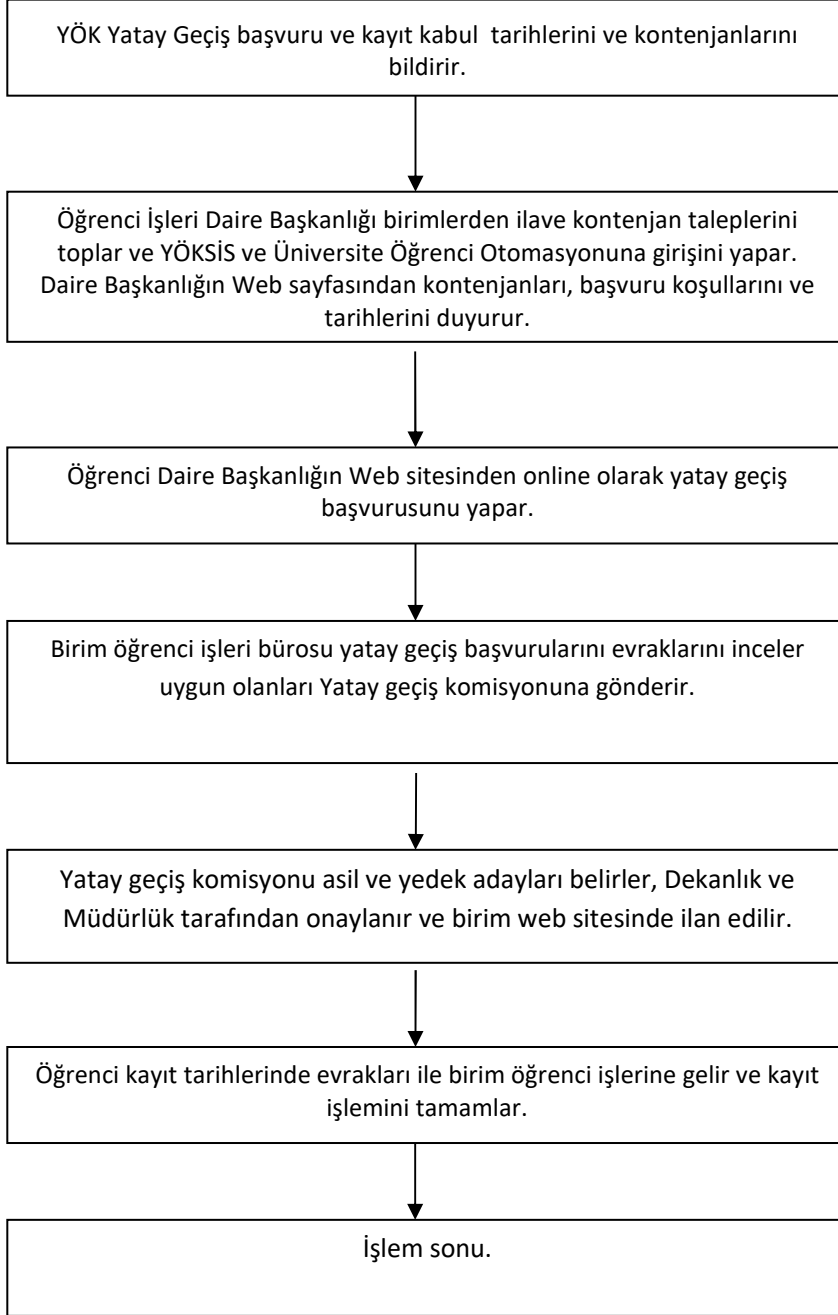 YÖK Yatay Geçiş başvuru ve kayıt kabul  tarihlerini ve kontenjanlarını
bildirir.
Öğrenci İşleri Daire Başkanlığı birimlerden ilave kontenjan taleplerini
toplar ve YÖKSİS ve Üniversite Öğrenci Otomasyonuna girişini yapar.
Daire Başkanlığın Web sayfasından kontenjanları, başvuru koşullarını ve
tarihlerini duyurur.
Öğrenci Daire Başkanlığın Web sitesinden online olarak yatay geçiş
başvurusunu yapar.
Birim öğrenci işleri bürosu yatay geçiş başvurularını evraklarını inceler
uygun olanları Yatay geçiş komisyonuna gönderir.
Yatay geçiş komisyonu asil ve yedek adayları belirler, Dekanlık ve
Müdürlük tarafından onaylanır ve birim web sitesinde ilan edilir.
Öğrenci kayıt tarihlerinde evrakları ile birim öğrenci işlerine gelir ve kayıt
işlemini tamamlar.
İşlem sonu.